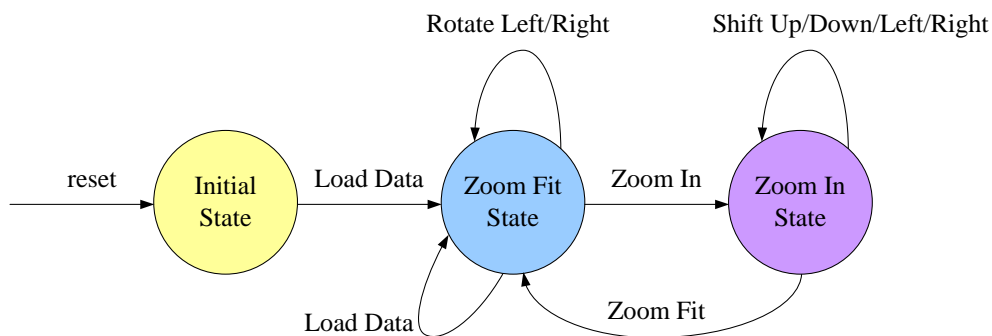 Rotate Left/Right
Shift Up/Down/Left/Right
reset
Initial
State
Load Data
Zoom Fit
State
Zoom In
Zoom In
State
Load Data
Zoom Fit